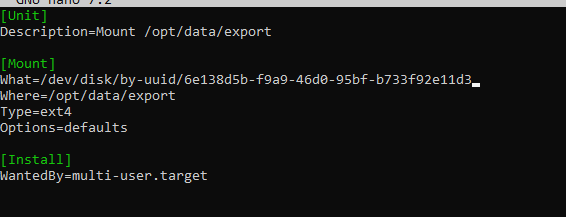 GNU nano 7.2
[Unit]
Description=Mount /opt/data/export
[Mount]
What=/dev/disk/by-uuid/6e138d5b-f9a9-46d0-95bf-b733f92e11d3
Where=/opt/data/export
Type=ext4
Options=defaults
[Install]
WantedBy=multi-user.target